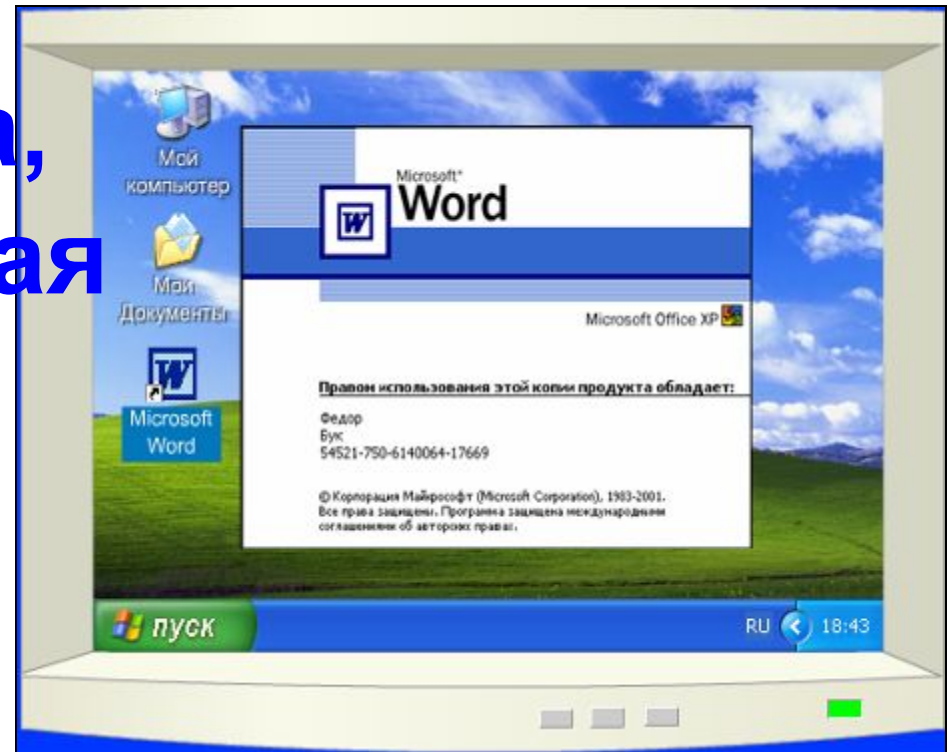 а,
ая
Мой
компьютер
Мои
Документы
Microsoft
Word
Microsoft®
Word
Microsoft Office XP
Правом использования этой копии продукта обладает:
Федор
Бук
54521-750-6140064-17669
© Корпорация Майкрософт (Microsoft Corporation), 1983-2001.
Все права защищены. Программа защищена международными
соглашениями об авторских правах.
пуск
RU
18:43